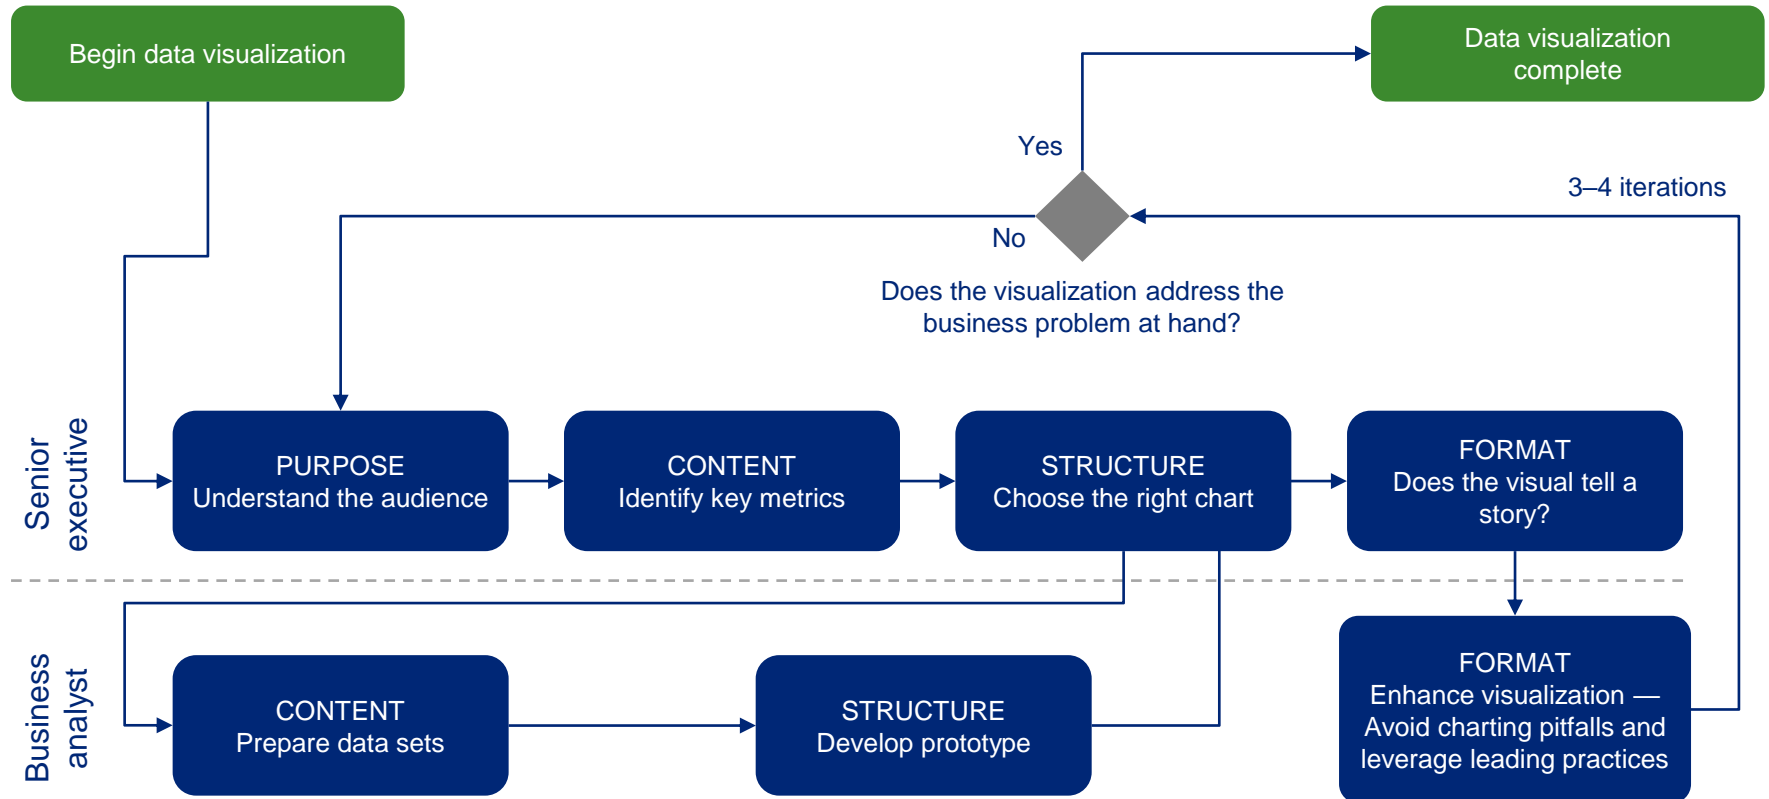 Begin data visualization
Data visualization
complete
Yes
3–4 iterations
No
Does the visualization address the
business problem at hand?
Senior
executive
PURPOSE
Understand the audience
CONTENT
Identify key metrics
STRUCTURE
Choose the right chart
FORMAT
Does the visual tell a
story?
Business
analyst
CONTENT
Prepare data sets
STRUCTURE
Develop prototype
FORMAT
Enhance visualization —
Avoid charting pitfalls and
leverage leading practices